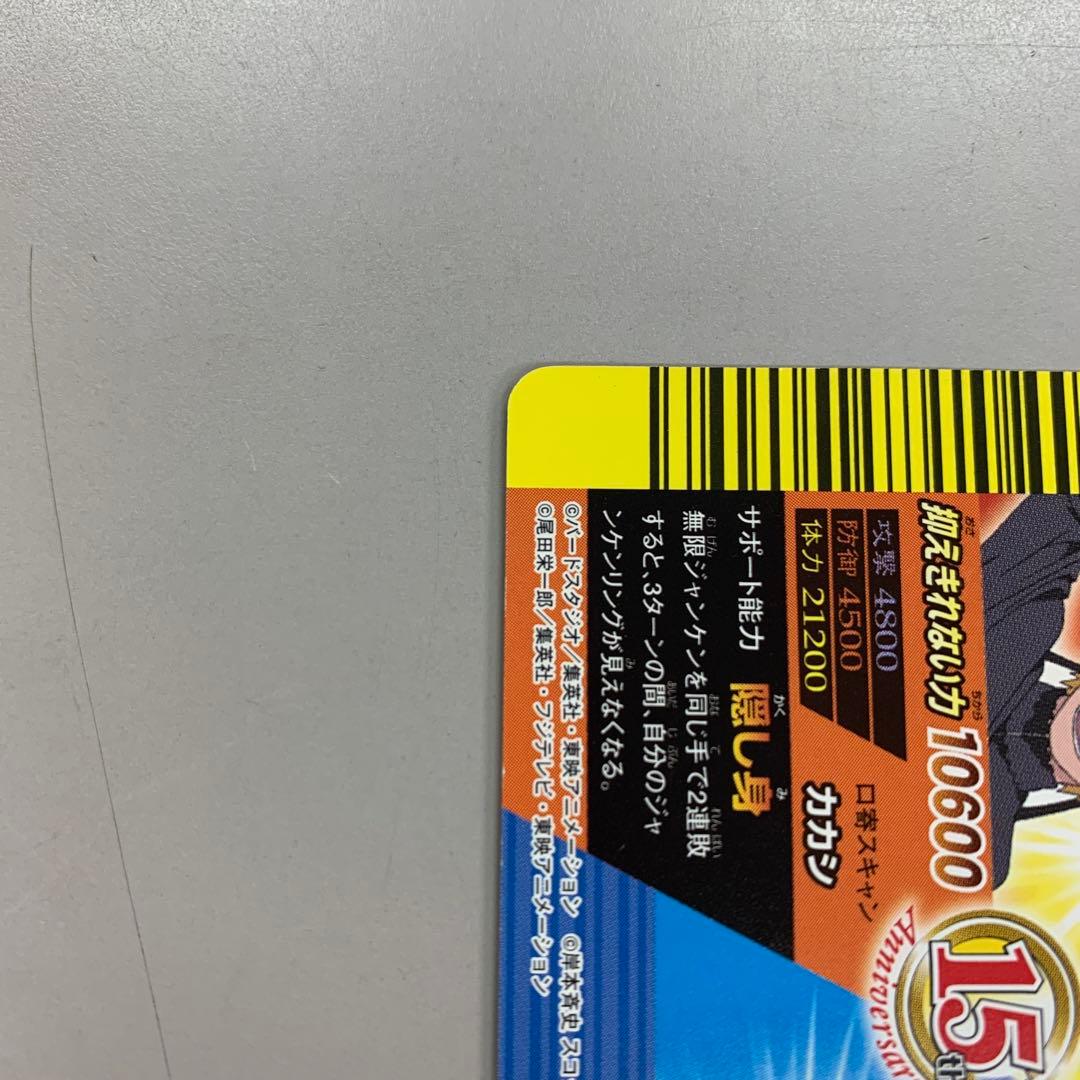 抑えきれない力 10600
攻撃 4800
防御 4500
体力 21200
口寄スキャン
カカシ
サポート能力 隠し身
無限ジャンケンを同じ手で2連敗
すると、3ターンの間、自分のジャ
ンケンリングが見えなくなる。
©バードスタジオ／集英社・東映アニメーション ©岸本斉史 スコ
©尾田栄一郎／集英社・フジテレビ・東映アニメーション
15th
Anniversa